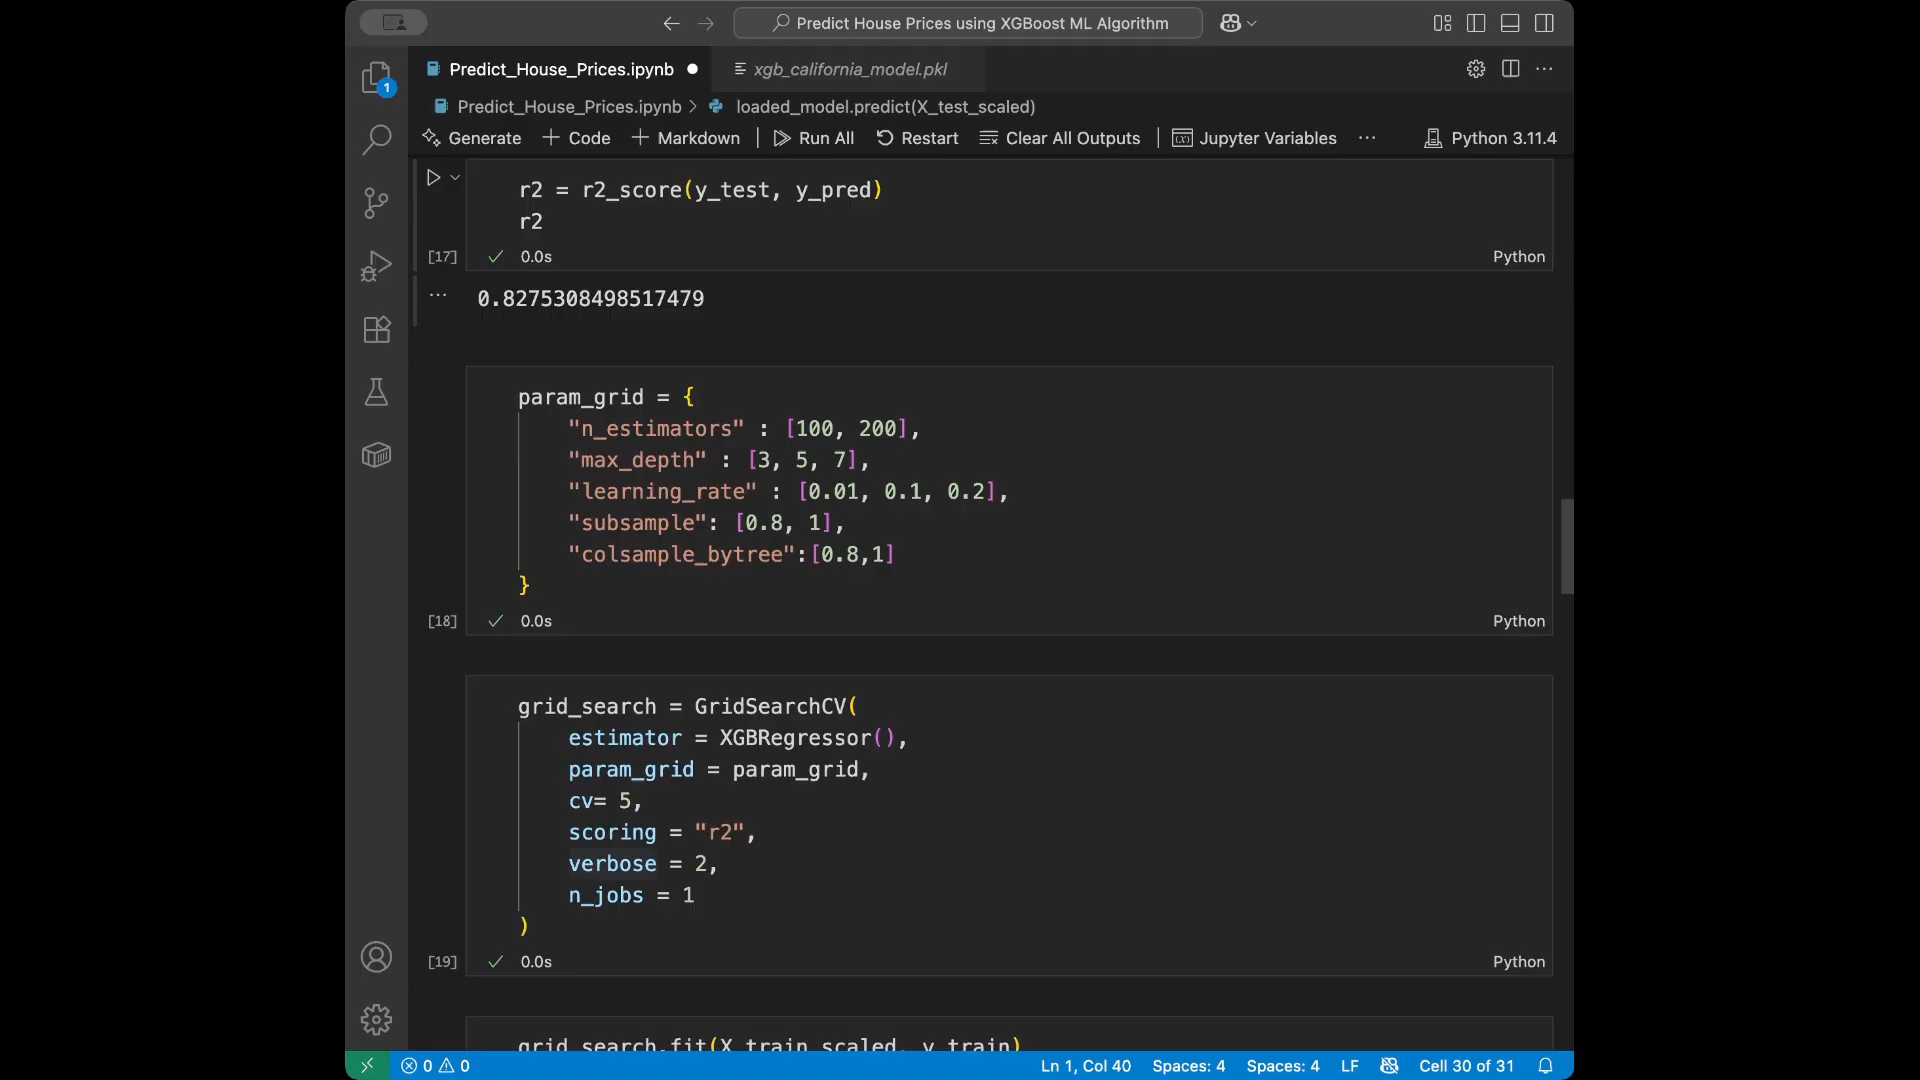 Predict House Prices using XGBoost ML Algorithm
Predict_House_Prices.ipynb
xgb_california_model.pkl
1
Predict_House_Prices.ipynb > loaded_model.predict(X_test_scaled)
Generate + Code + Markdown | Run All Restart Clear All Outputs | Jupyter Variables ··· Python 3.11.4
r2 = r2_score(y_test, y_pred)
r2
[17] ✓ 0.0s Python
··· 0.8275308498517479
param_grid = {
"n_estimators" : [100, 200],
"max_depth" : [3, 5, 7],
"learning_rate" : [0.01, 0.1, 0.2],
"subsample": [0.8, 1],
"colsample_bytree":[0.8,1]
}
[18] ✓ 0.0s Python
grid_search = GridSearchCV(
estimator = XGBRegressor(),
param_grid = param_grid,
cv= 5,
scoring = "r2",
verbose = 2,
n_jobs = 1
)
[19] ✓ 0.0s Python
grid_search.fit(X_train_scaled, y_train)
0 0 Ln 1, Col 40 Spaces: 4 Spaces: 4 LF Cell 30 of 31